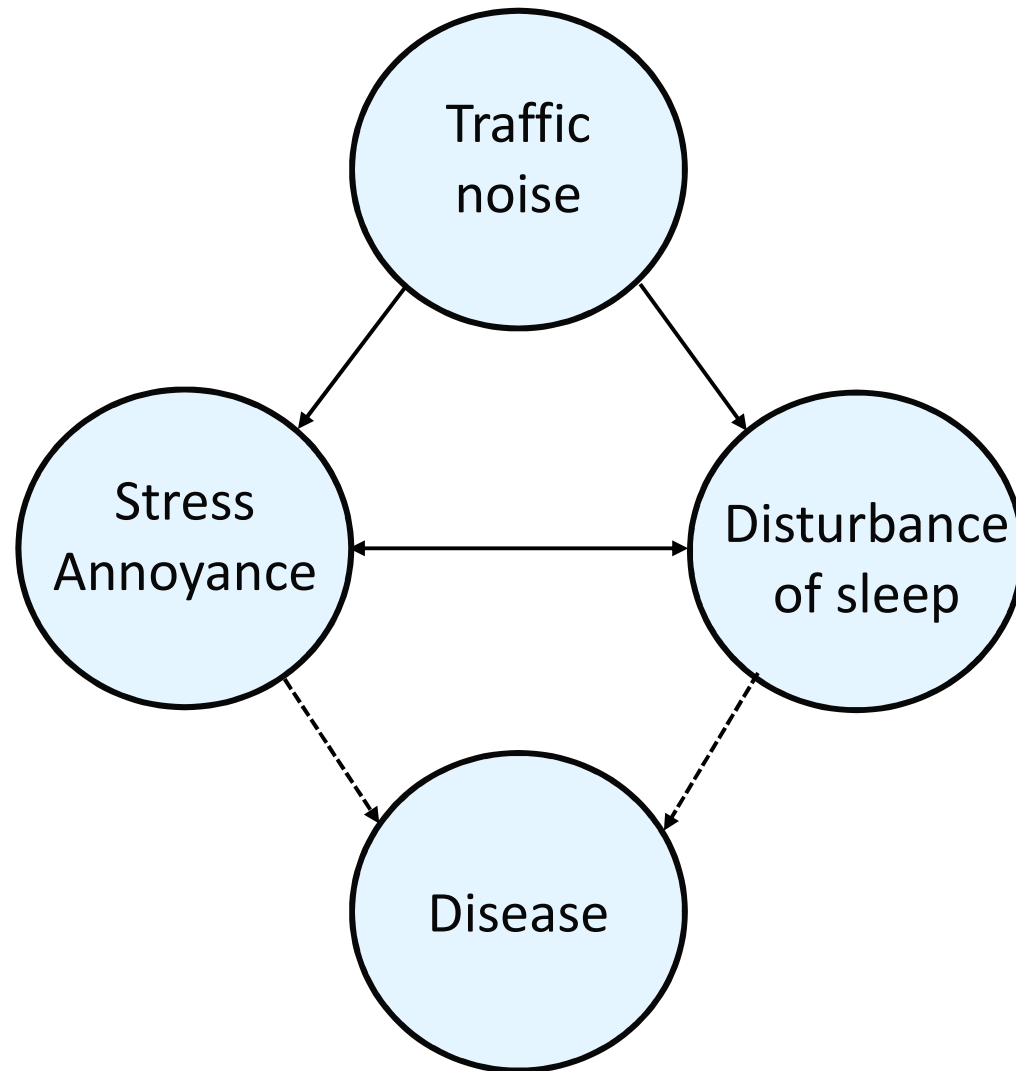 Traffic
noise
Stress
Annoyance
Disturbance
of sleep
Disease